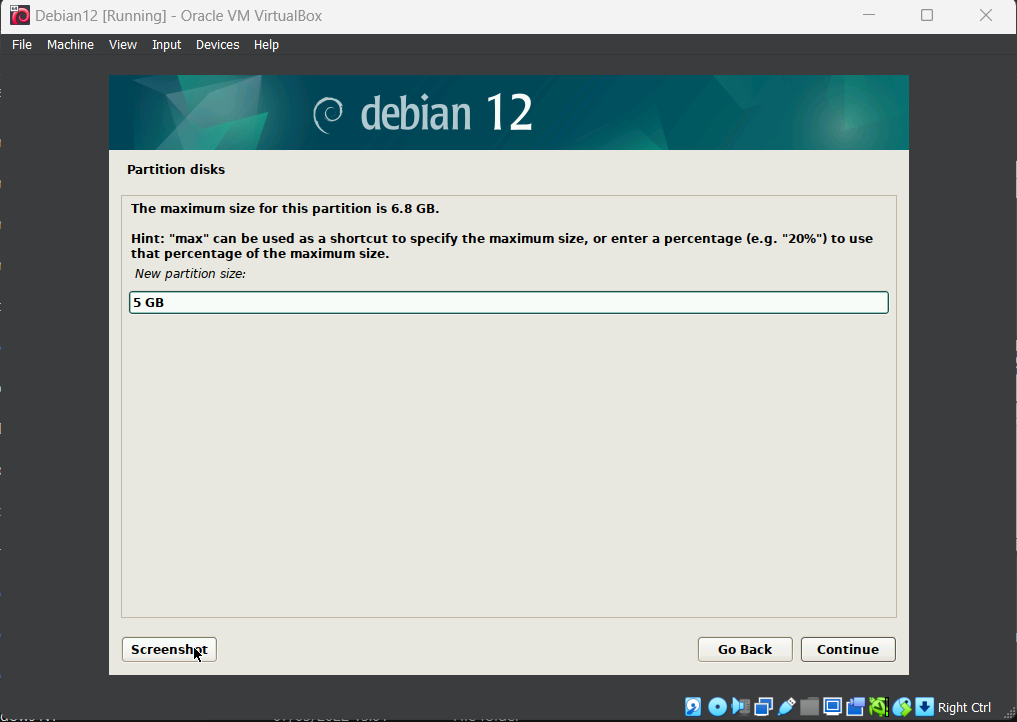 Debian12 [Running] - Oracle VM VirtualBox
File Machine View Input Devices Help
debian 12
Partition disks
The maximum size for this partition is 6.8 GB.
Hint: "max" can be used as a shortcut to specify the maximum size, or enter a percentage (e.g. "20%") to use
that percentage of the maximum size.
New partition size:
5 GB
Screenshot Go Back Continue
Right Ctrl